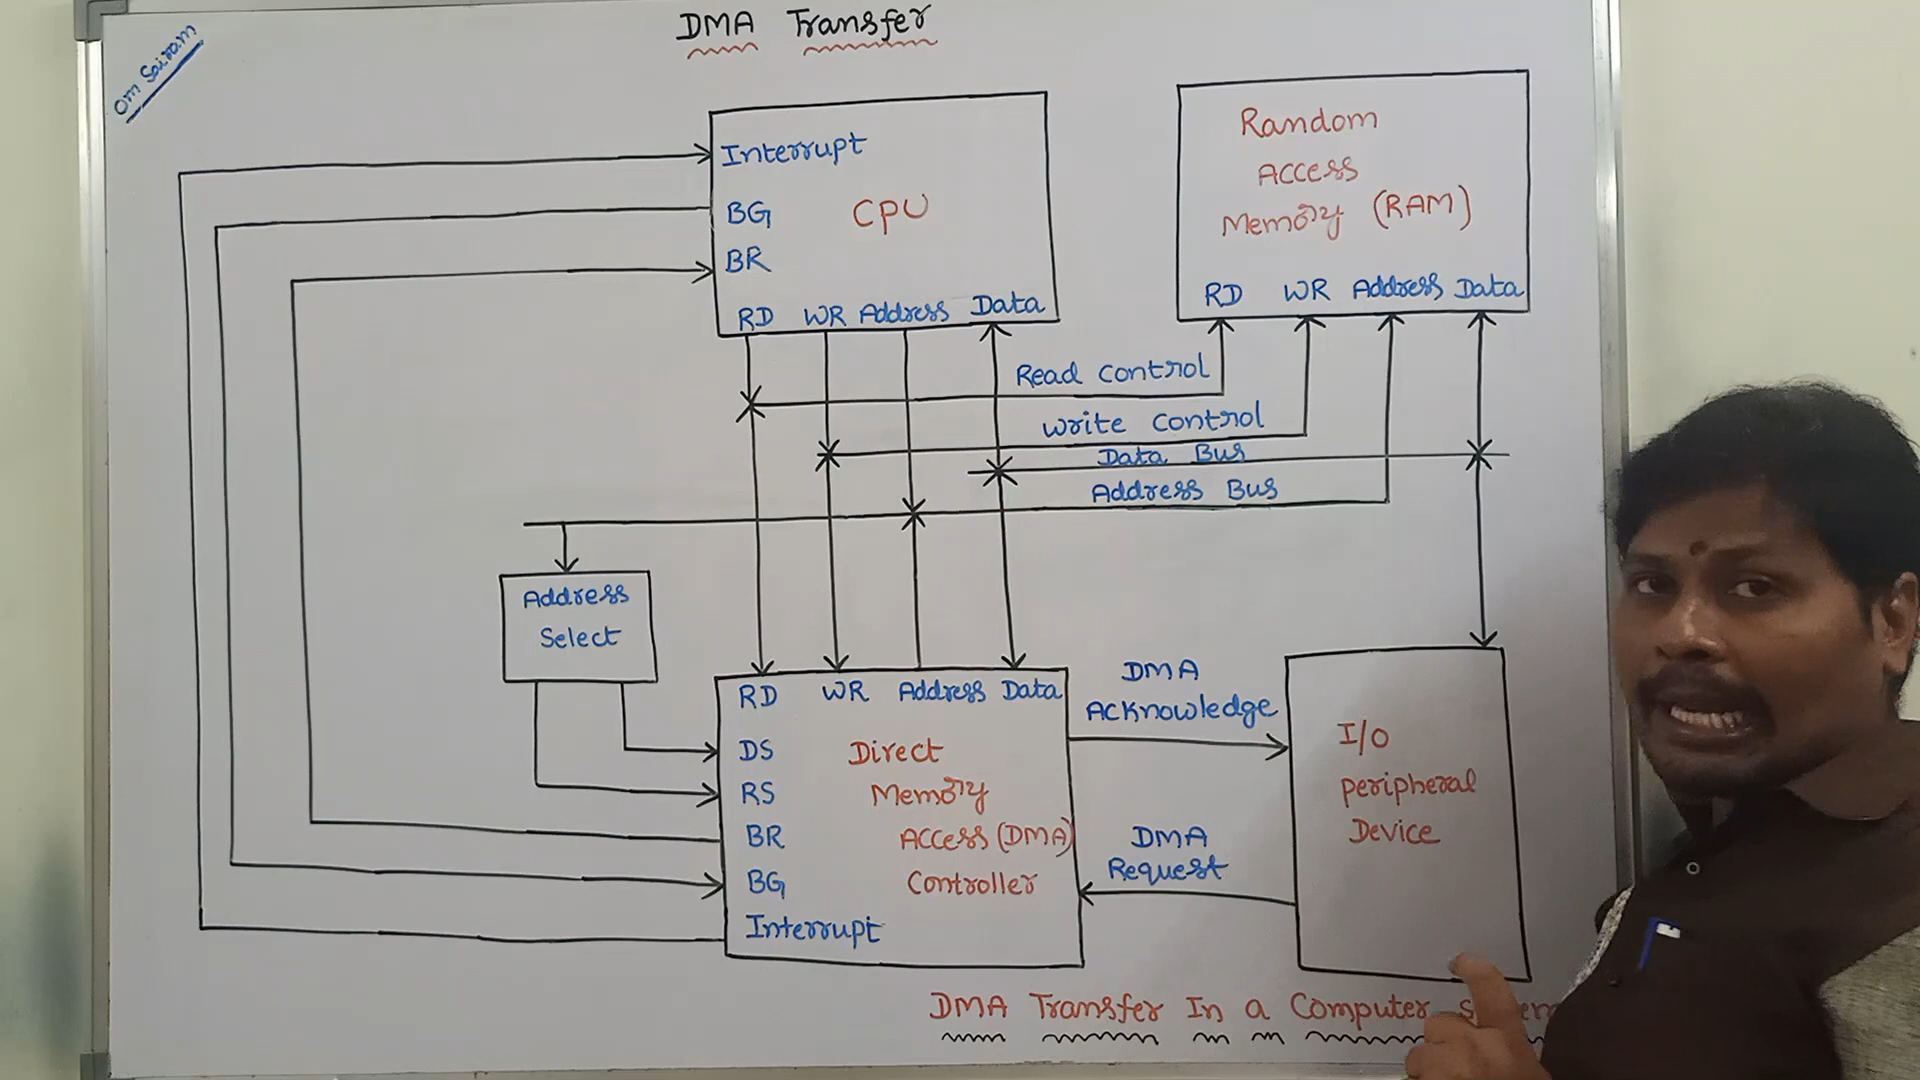 Om Sairam
DMA Transfer
Interrupt
BG
CPU
BR
RD WR Address Data
Random
Access
Memory (RAM)
RD WR Address Data
Read Control
Write Control
Data Bus
Address Bus
Address
Select
RD WR Address Data
DS Direct
RS Memory
BR Access (DMA)
BG Controller
Interrupt
DMA
Acknowledge
DMA
Request
I/O
Peripheral
Device
DMA Transfer In a Computer